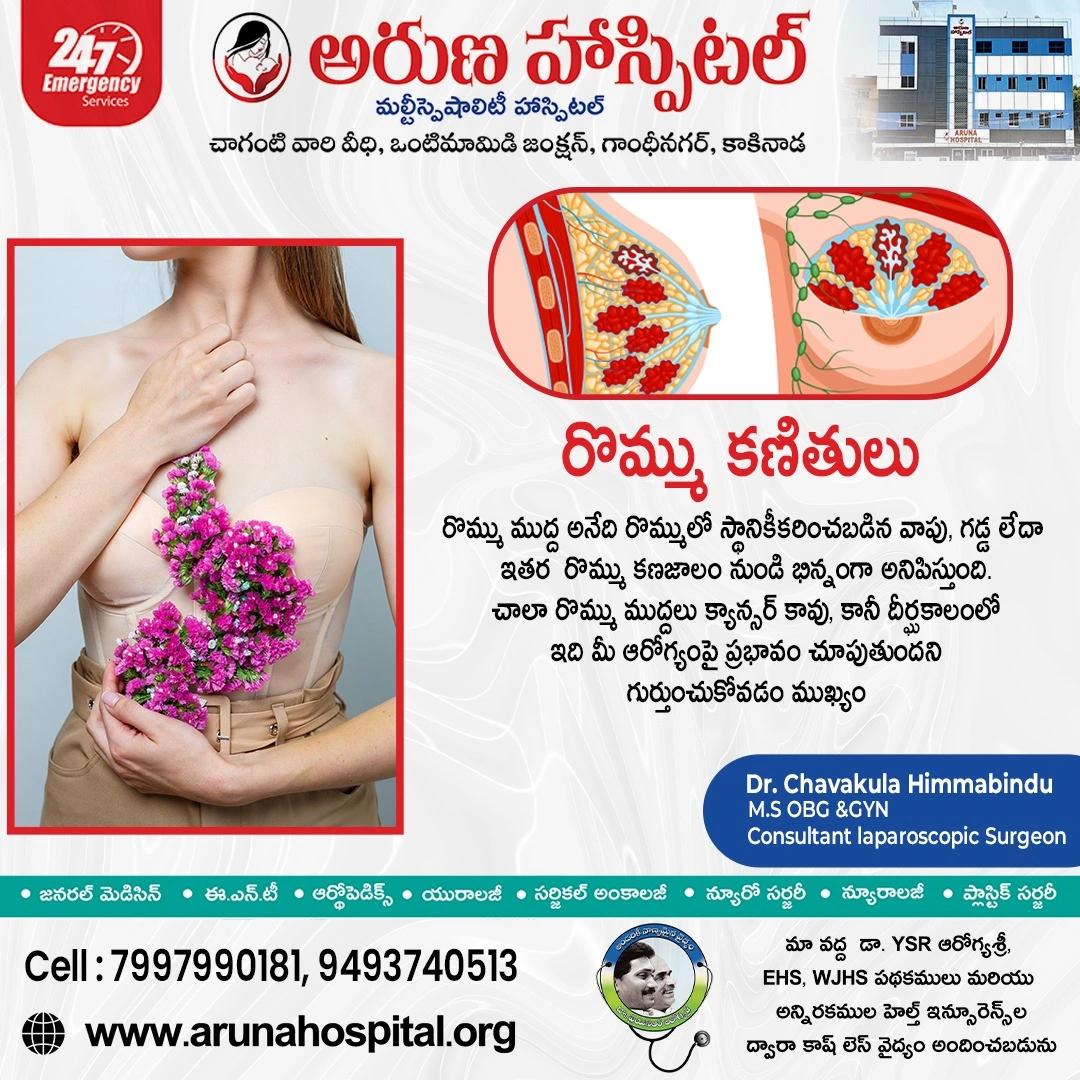 24/7
Emergency
Services
అరుణ హాస్పిటల్
మల్టీస్పెషాలిటీ హాస్పిటల్
చాగంటి వారి వీధి, ఒంటిమామిడి జంక్షన్, గాంధీనగర్, కాకినాడ
ARUNA
HOSPITAL
రొమ్ము కణితులు
రొమ్ము ముద్ద అనేది రొమ్ములో స్థానికీకరించబడిన వాపు, గడ్డ లేదా
ఇతర రొమ్ము కణజాలం నుండి భిన్నంగా అనిపిస్తుంది.
చాలా రొమ్ము ముద్దలు క్యాన్సర్ కావు, కానీ దీర్ఘకాలంలో
ఇది మీ ఆరోగ్యంపై ప్రభావం చూపుతుందని
గుర్తుంచుకోవడం ముఖ్యం
Dr. Chavakula Himmabindu
M.S OBG &GYN
Consultant laparoscopic Surgeon
• జనరల్ మెడిసిన్ • ఈ.ఎన్.టీ • ఆర్థోపెడిక్స్ • యురాలజీ • సర్జికల్ అంకాలజీ • న్యూరో సర్జరీ • న్యూరాలజీ • ప్లాస్టిక్ సర్జరీ
Cell : 7997990181, 9493740513
www.arunahospital.org
మా వద్ద డా. YSR ఆరోగ్యశ్రీ,
EHS, WJHS పథకములు మరియు
అన్నిరకముల హెల్త్ ఇన్సూరెన్స్‌ల
ద్వారా కాష్ లెస్ వైద్యం అందించబడును